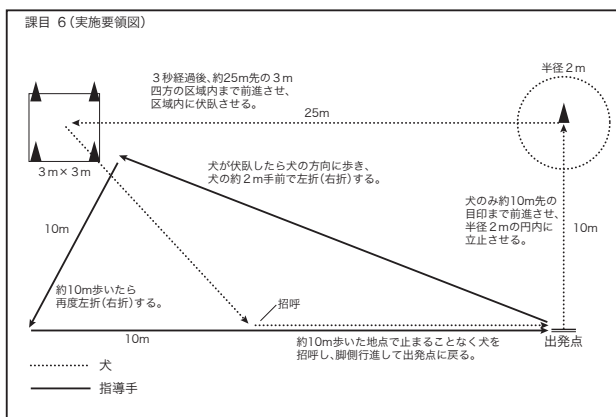 課目 6(実施要領図)
3秒経過後、約25m先の3m
四方の区域内まで前進させ、
区域内に伏臥させる。
半径2m
25m
3m×3m
犬が伏臥したら犬の方向に歩き、
犬の約2m手前で左折(右折)する。
犬のみ約10m先の
目印まで前進させ、
半径2mの円内に
立止させる。
10m
10m
約10m歩いたら
再度左折(右折)する。
招呼
10m
約10m歩いた地点で止まることなく犬を
招呼し、脚側行進して出発点に戻る。
出発点
犬
指導手